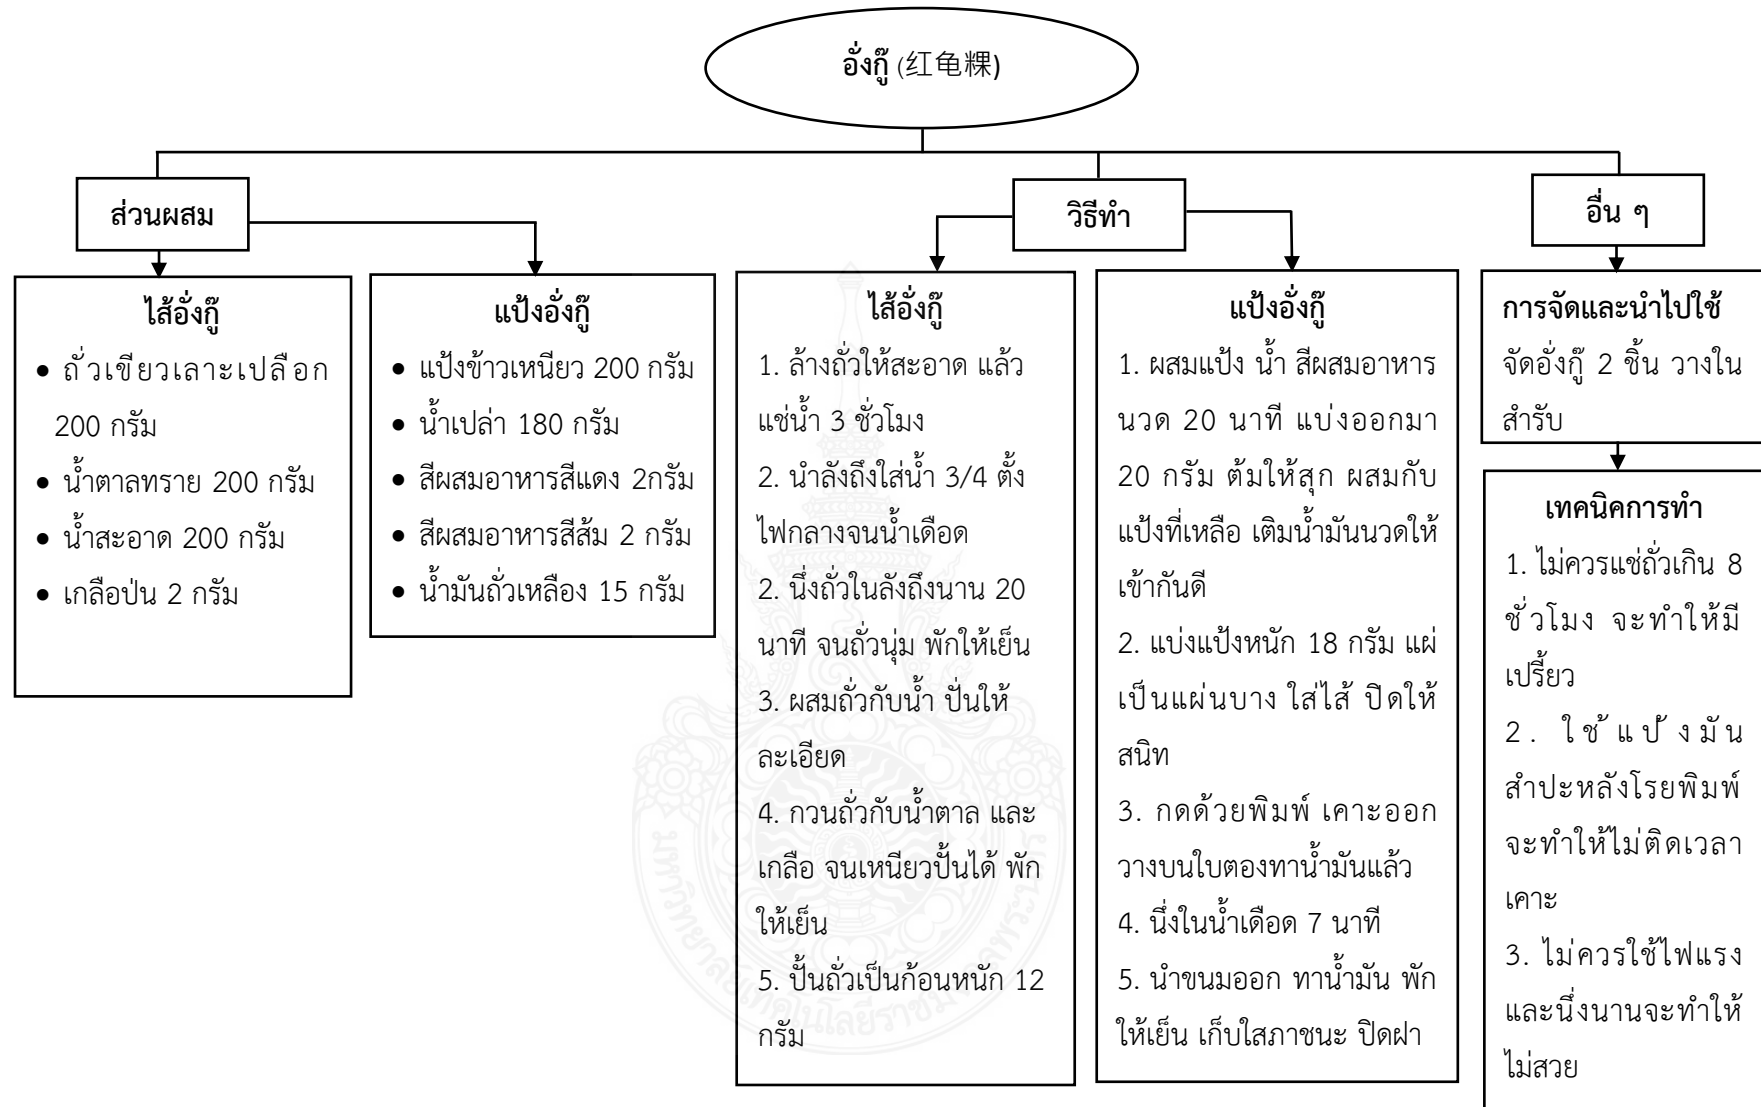 อั่งกู๊ (红龟粿)
ส่วนผสม
วิธีทำ
อื่น ๆ
ไส้อั่งกู๊
● ถั่วเขียวเลาะเปลือก
200 กรัม
● น้ำตาลทราย 200 กรัม
● น้ำสะอาด 200 กรัม
● เกลือป่น 2 กรัม
แป้งอั่งกู๊
● แป้งข้าวเหนียว 200 กรัม
● น้ำเปล่า 180 กรัม
● สีผสมอาหารสีแดง 2กรัม
● สีผสมอาหารสีส้ม 2 กรัม
● น้ำมันถั่วเหลือง 15 กรัม
ไส้อั่งกู๊
1. ล้างถั่วให้สะอาด แล้ว
แช่น้ำ 3 ชั่วโมง
2. นำลังถึงใส่น้ำ 3/4 ตั้ง
ไฟกลางจนน้ำเดือด
2. นึ่งถั่วในลังถึงนาน 20
นาที จนถั่วนุ่ม พักให้เย็น
3. ผสมถั่วกับน้ำ ปั่นให้
ละเอียด
4. กวนถั่วกับน้ำตาล และ
เกลือ จนเหนียวปั้นได้ พัก
ให้เย็น
5. ปั้นถั่วเป็นก้อนหนัก 12
กรัม
แป้งอั่งกู๊
1. ผสมแป้ง น้ำ สีผสมอาหาร
นวด 20 นาที แบ่งออกมา
20 กรัม ต้มให้สุก ผสมกับ
แป้งที่เหลือ เติมน้ำมันนวดให้
เข้ากันดี
2. แบ่งแป้งหนัก 18 กรัม แผ่
เป็นแผ่นบาง ใส่ไส้ ปิดให้
สนิท
3. กดด้วยพิมพ์ เคาะออก
วางบนใบตองทาน้ำมันแล้ว
4. นึ่งในน้ำเดือด 7 นาที
5. นำขนมออก ทาน้ำมัน พัก
ให้เย็น เก็บใสภาชนะ ปิดฝา
การจัดและนำไปใช้
จัดอั่งกู๊ 2 ชิ้น วางใน
สำรับ
เทคนิคการทำ
1. ไม่ควรแช่ถั่วเกิน 8
ชั่วโมง จะทำให้มี
เปรี้ยว
2. ใช้แป้งมัน
สำปะหลังโรยพิมพ์
จะทำให้ไม่ติดเวลา
เคาะ
3. ไม่ควรใช้ไฟแรง
และนึ่งนานจะทำให้
ไม่สวย
มหาวิทยาลัยเทคโนโลยีราชมงคลพระนคร